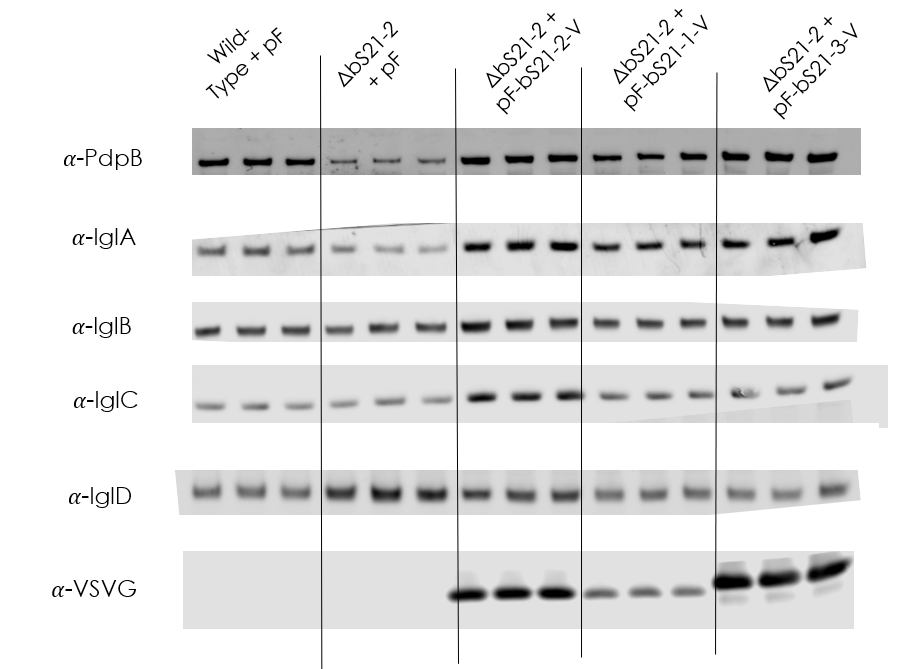 Wild-
Type + pF
ΔbS21-2
+ pF
ΔbS21-2 +
pF-bS21-2-V
ΔbS21-2 +
pF-bS21-1-V
ΔbS21-2 +
pF-bS21-3-V
α-PdpB
α-IglA
α-IglB
α-IglC
α-IglD
α-VSVG